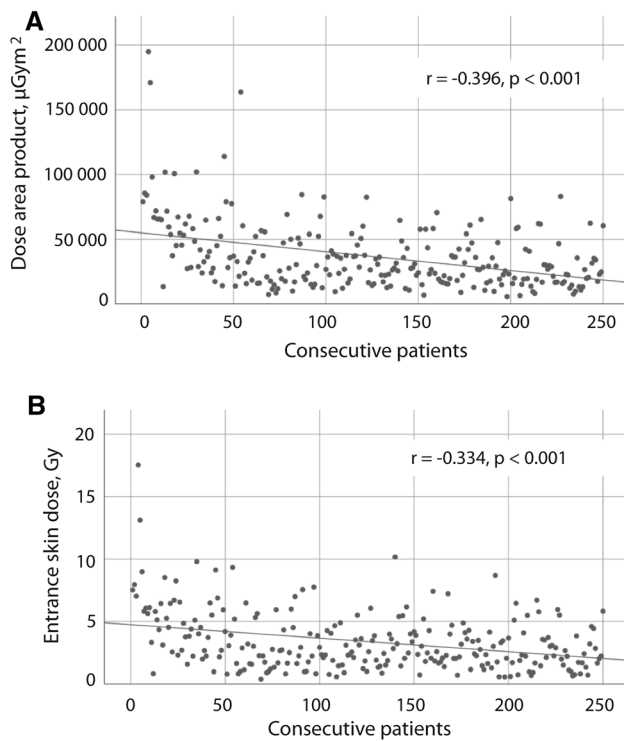 A
Dose area product, µGym²
200 000
150 000
100 000
50 000
0
r = -0.396, p < 0.001
0 50 100 150 200 250
Consecutive patients
B
Entrance skin dose, Gy
20
15
10
5
0
r = -0.334, p < 0.001
0 50 100 150 200 250
Consecutive patients